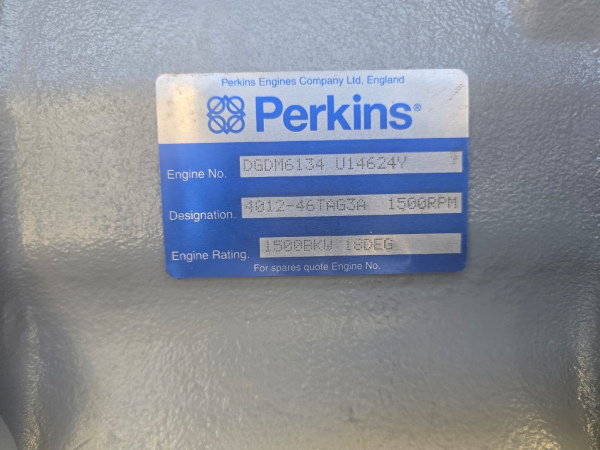 Perkins Engines Company Ltd, England
Perkins®
Engine No. DGDM6134 U14624Y
Designation. 4012-46TAG3A 1500RPM
Engine Rating. 1500BKW 18DEG
For spares quote Engine No.